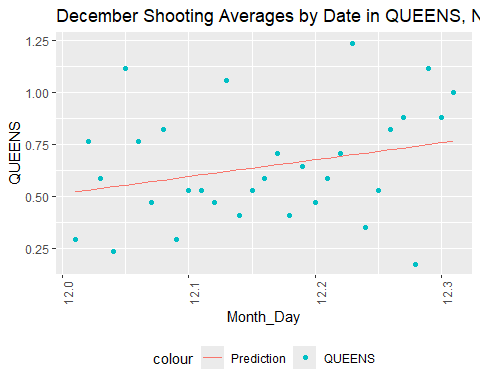 December Shooting Averages by Date in QUEENS, N
QUEENS
1.25
1.00
0.75
0.50
0.25
12.0
12.1
12.2
12.3
Month_Day
colour Prediction QUEENS